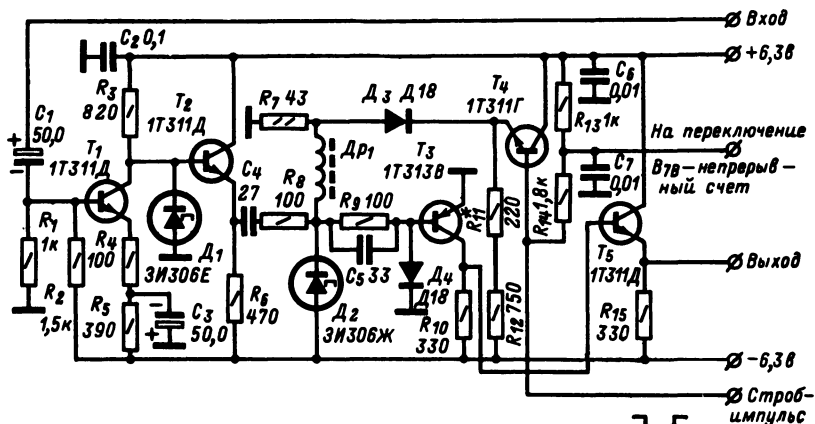 Вход
C2 0,1
+6,3в
R3
820
T2
1Т311Д
R7 43
Д3 Д18
T4
1Т311Г
C6
0,01
R13 1к
C1
50,0
+
-
T1
1Т311Д
Др1
T3
1Т313В
На переключение
В7В-непрерыв-
ный счет
C4
27
R8
100
R9 100
*
R11
220
R14 1,8к
C7
0,01
R1
1к
R4
100
Д1
ЗИ306Е
C5 33
Д4
Д18
T5
1Т311Д
Выход
R2
1,5к
R5
390
-
+
C3
50,0
R6
470
Д2
ЗИ306Ж
R10
330
R12 750
R15
330
-6,3в
Строб-
импульс